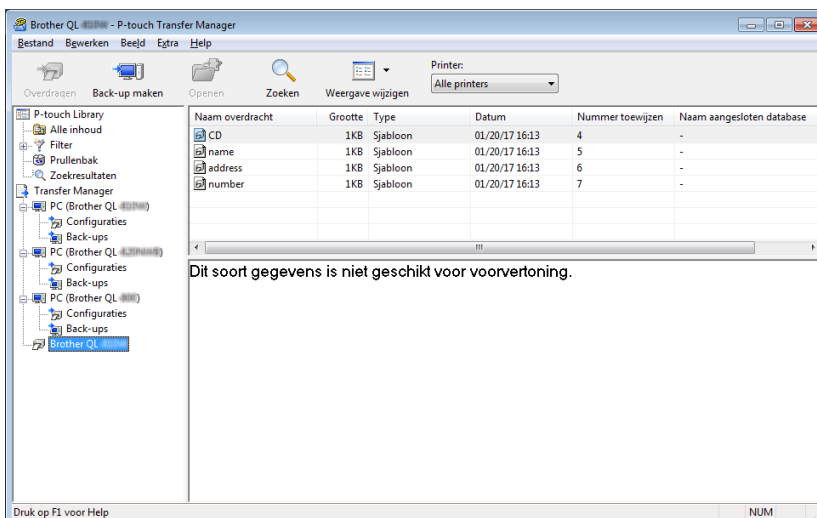 Brother QL - P-touch Transfer Manager
Bestand Bewerken Beeld Extra Help
Overdragen Back-up maken Openen Zoeken Weergave wijzigen
Printer:
Alle printers
P-touch Library
Alle inhoud
Filter
Prullenbak
Zoekresultaten
Transfer Manager
PC (Brother QL )
Configuraties
Back-ups
PC (Brother QL )
Configuraties
Back-ups
PC (Brother QL )
Configuraties
Back-ups
Brother QL
Naam overdracht Grootte Type Datum Nummer toewijzen Naam aangesloten database
CD 1KB Sjabloon 01/20/17 16:13 4 -
name 1KB Sjabloon 01/20/17 16:13 5 -
address 1KB Sjabloon 01/20/17 16:13 6 -
number 1KB Sjabloon 01/20/17 16:13 7 -
Dit soort gegevens is niet geschikt voor voorvertoning.
Druk op F1 voor Help
NUM